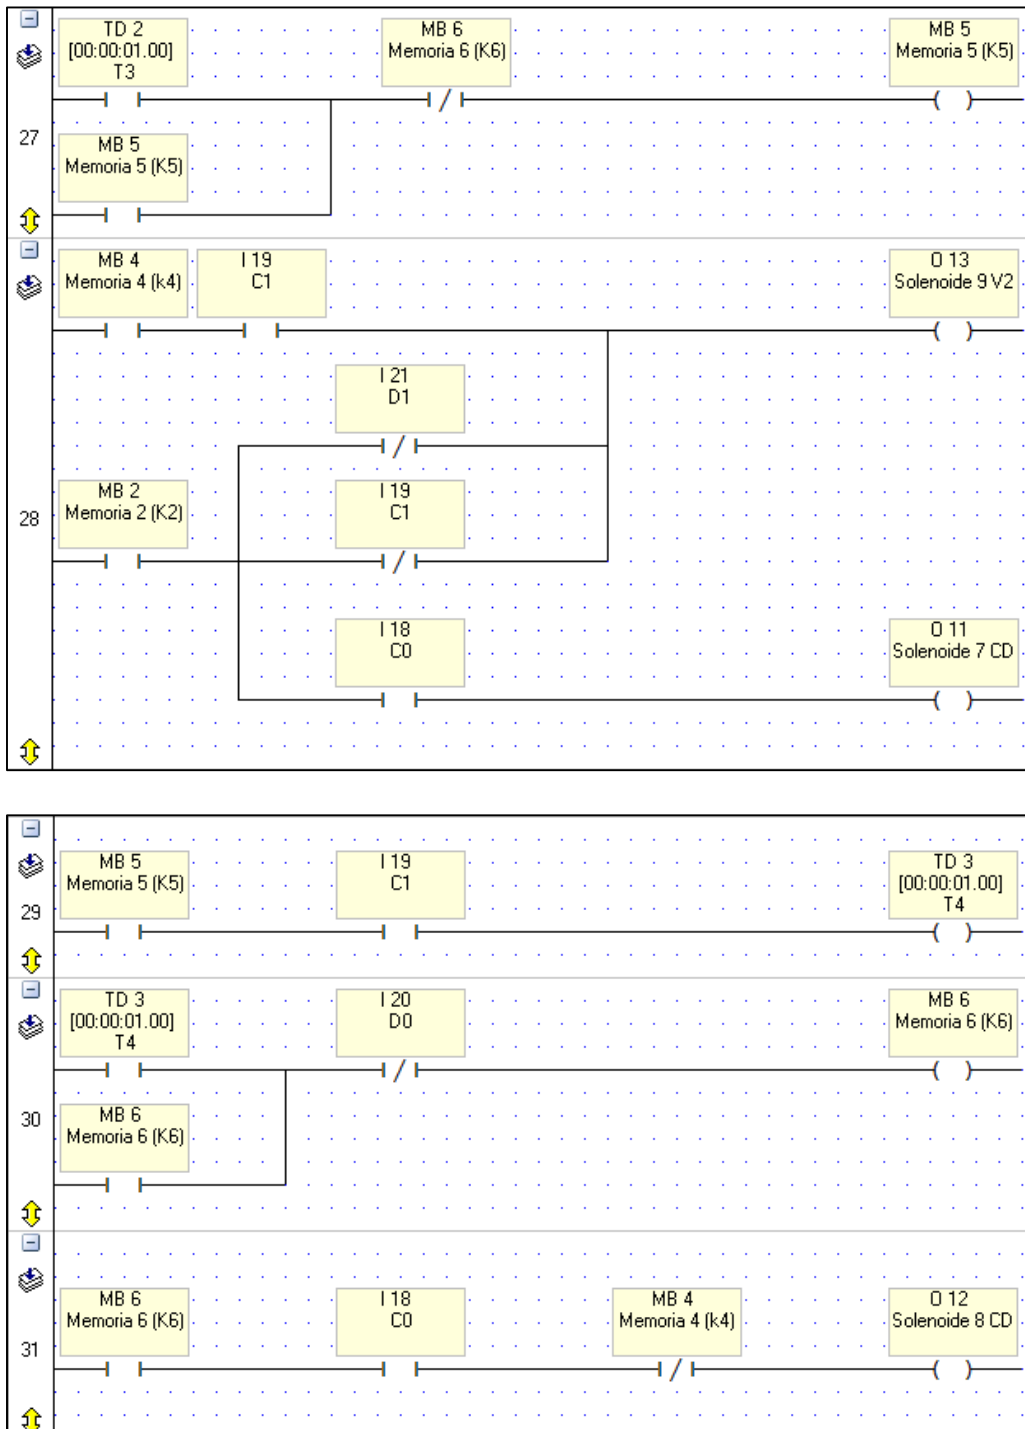 TD 2
[00:00:01.00]
T3
MB 6
Memoria 6 (K6)
MB 5
Memoria 5 (K5)
27
MB 5
Memoria 5 (K5)
MB 4
Memoria 4 (k4)
I 19
C1
O 13
Solenoide 9 V2
I 21
D1
28
MB 2
Memoria 2 (K2)
I 19
C1
I 18
C0
O 11
Solenoide 7 CD
MB 5
Memoria 5 (K5)
I 19
C1
TD 3
[00:00:01.00]
T4
29
TD 3
[00:00:01.00]
T4
I 20
D0
MB 6
Memoria 6 (K6)
30
MB 6
Memoria 6 (K6)
MB 6
Memoria 6 (K6)
I 18
C0
MB 4
Memoria 4 (k4)
O 12
Solenoide 8 CD
31